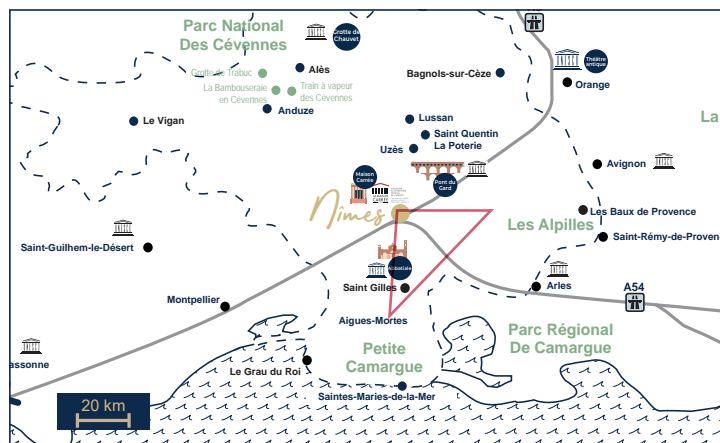 Parc National
Des Cévennes
Grotte de
Chauvet
Théâtre
antique
Orange
Grotte de Trabuc
Alès
Bagnols-sur-Cèze
La Bambouseraie
en Cévennes
Train à vapeur
des Cévennes
Anduze
Le Vigan
Lussan
Saint Quentin
La Poterie
Uzès
La
Avignon
Maison
Carrée
Pont du
Gard
Nîmes
Les Baux de Provence
Les Alpilles
Saint-Rémy-de-Proven
Saint-Guilhem-le-Désert
Abbatiale
Saint Gilles
Arles
A54
Montpellier
Aigues-Mortes
Parc Régional
De Camargue
assonne
Petite
Camargue
Le Grau du Roi
Saintes-Maries-de-la-Mer
20 km